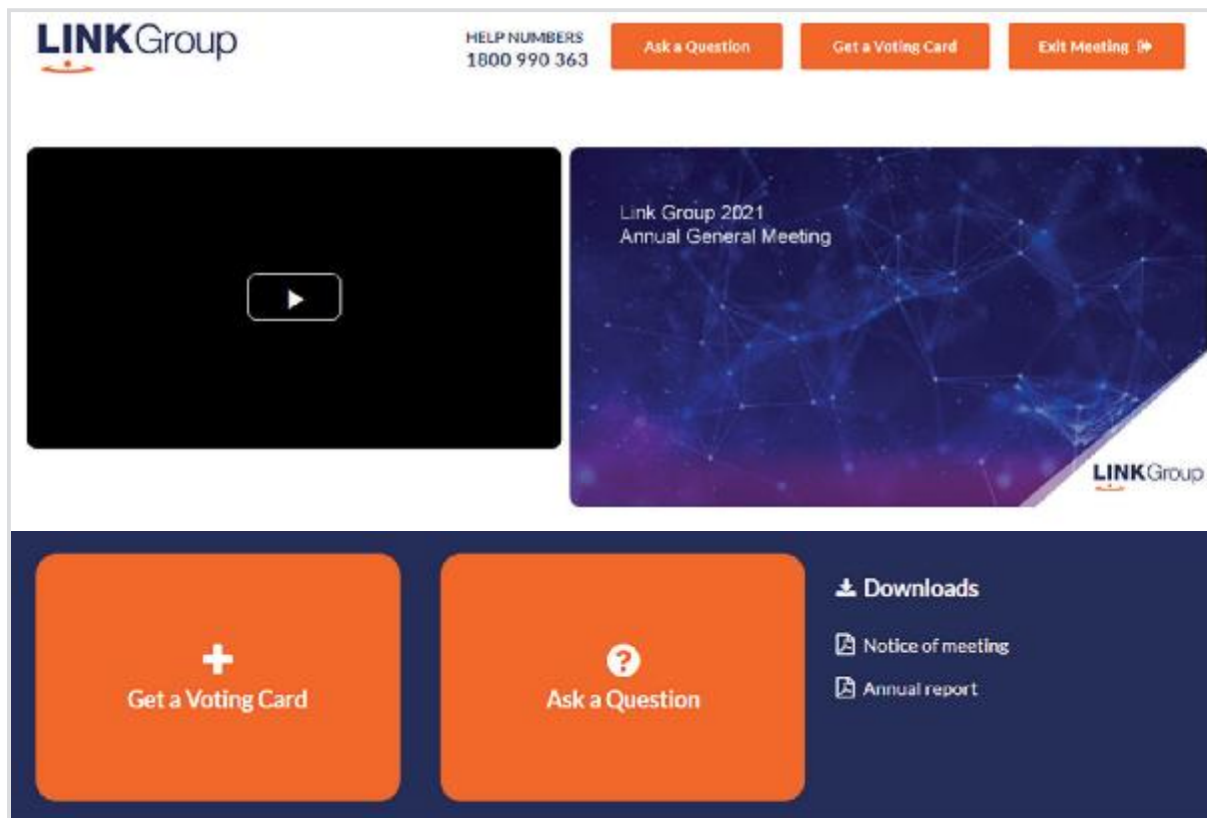 LINKGroup
HELP NUMBERS
1800 990 363
Ask a Question
Get a Voting Card
Exit Meeting
Link Group 2021
Annual General Meeting
LINKGroup
Get a Voting Card
Ask a Question
Downloads
Notice of meeting
Annual report